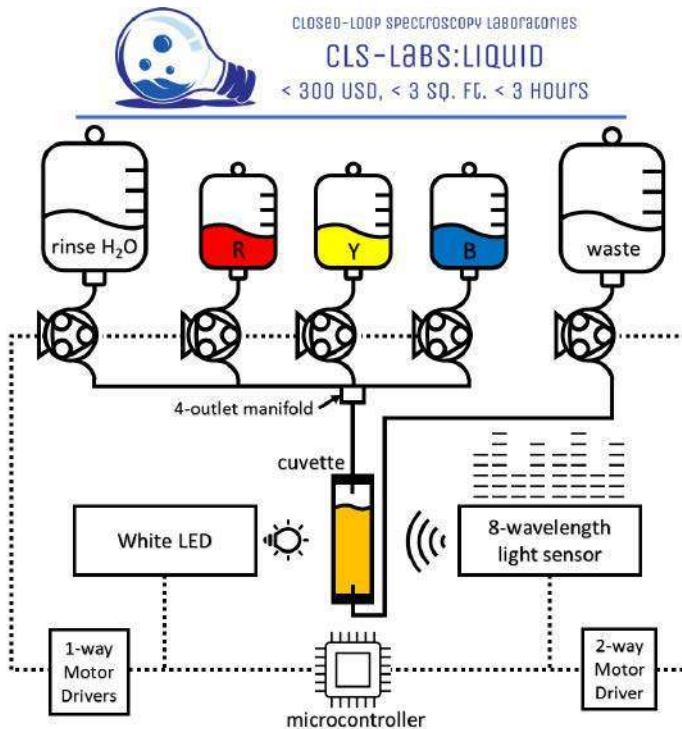 CLOSED-LOOP SPECTROSCOPY LABORATORIES
CLS-LABS:LIQUID
< 300 USD, < 3 SQ. FT. < 3 HOURS
rinse H₂O
R
Y
B
waste
4-outlet manifold
cuvette
White LED
8-wavelength
light sensor
1-way
Motor
Drivers
2-way
Motor
Driver
microcontroller